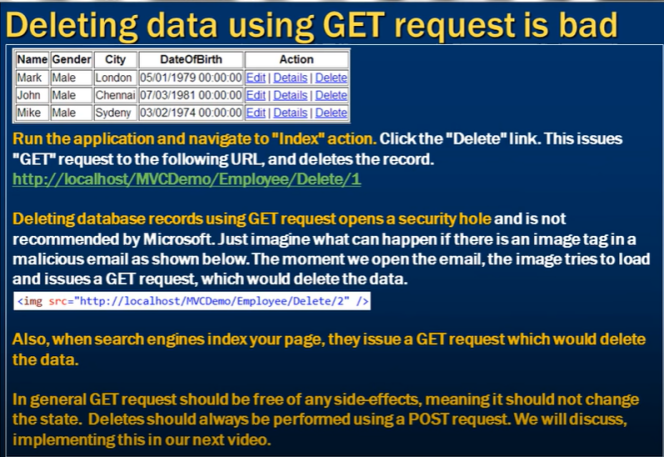 Deleting data using GET request is bad
Name Gender City DateOfBirth Action
Mark Male London 05/01/1979 00:00:00 Edit | Details | Delete
John Male Chennai 07/03/1981 00:00:00 Edit | Details | Delete
Mike Male Sydeny 03/02/1974 00:00:00 Edit | Details | Delete
Run the application and navigate to "Index" action. Click the "Delete" link. This issues
"GET" request to the following URL, and deletes the record.
http://localhost/MVCDemo/Employee/Delete/1
Deleting database records using GET request opens a security hole and is not
recommended by Microsoft. Just imagine what can happen if there is an image tag in a
malicious email as shown below. The moment we open the email, the image tries to load
and issues a GET request, which would delete the data.
<img src="http://localhost/MVCDemo/Employee/Delete/2" />
Also, when search engines index your page, they issue a GET request which would delete
the data.
In general GET request should be free of any side-effects, meaning it should not change
the state. Deletes should always be performed using a POST request. We will discuss,
implementing this in our next video.